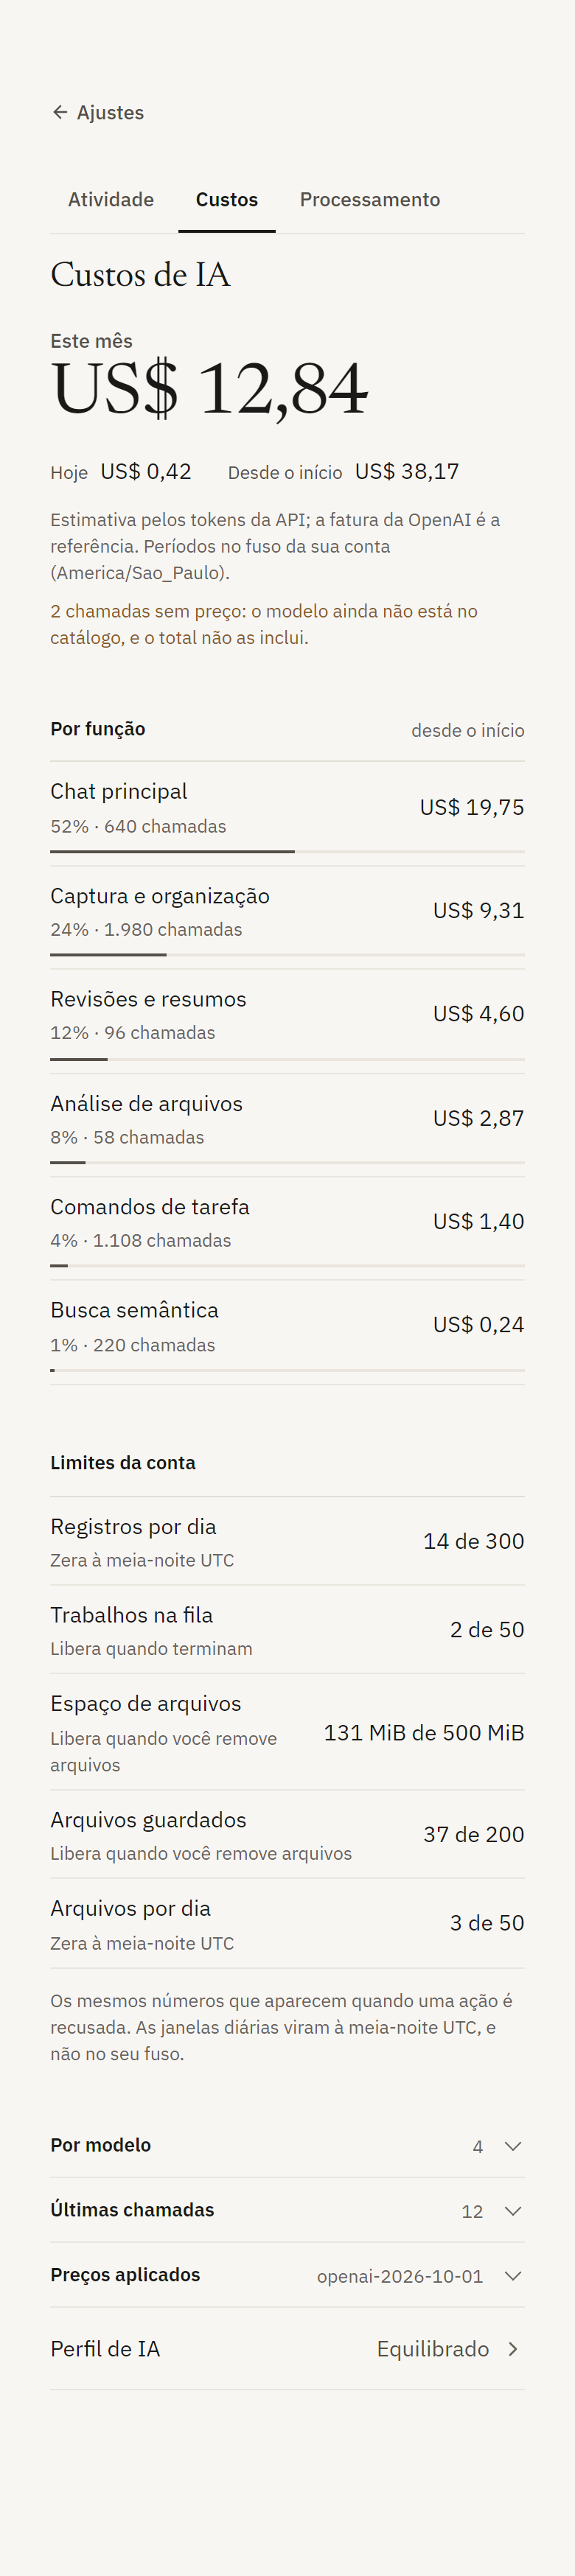 ← Ajustes
Atividade Custos Processamento
Custos de IA
Este mês
US$ 12,84
Hoje US$ 0,42 Desde o início US$ 38,17
Estimativa pelos tokens da API; a fatura da OpenAI é a
referência. Períodos no fuso da sua conta
(America/Sao_Paulo).
2 chamadas sem preço: o modelo ainda não está no
catálogo, e o total não as inclui.
Por função desde o início
Chat principal
US$ 19,75
52% · 640 chamadas
Captura e organização
US$ 9,31
24% · 1.980 chamadas
Revisões e resumos
US$ 4,60
12% · 96 chamadas
Análise de arquivos
US$ 2,87
8% · 58 chamadas
Comandos de tarefa
US$ 1,40
4% · 1.108 chamadas
Busca semântica
US$ 0,24
1% · 220 chamadas
Limites da conta
Registros por dia
14 de 300
Zera à meia-noite UTC
Trabalhos na fila
2 de 50
Libera quando terminam
Espaço de arquivos
131 MiB de 500 MiB
Libera quando você remove
arquivos
Arquivos guardados
37 de 200
Libera quando você remove arquivos
Arquivos por dia
3 de 50
Zera à meia-noite UTC
Os mesmos números que aparecem quando uma ação é
recusada. As janelas diárias viram à meia-noite UTC, e
não no seu fuso.
Por modelo 4
Últimas chamadas 12
Preços aplicados openai-2026-10-01
Perfil de IA Equilibrado